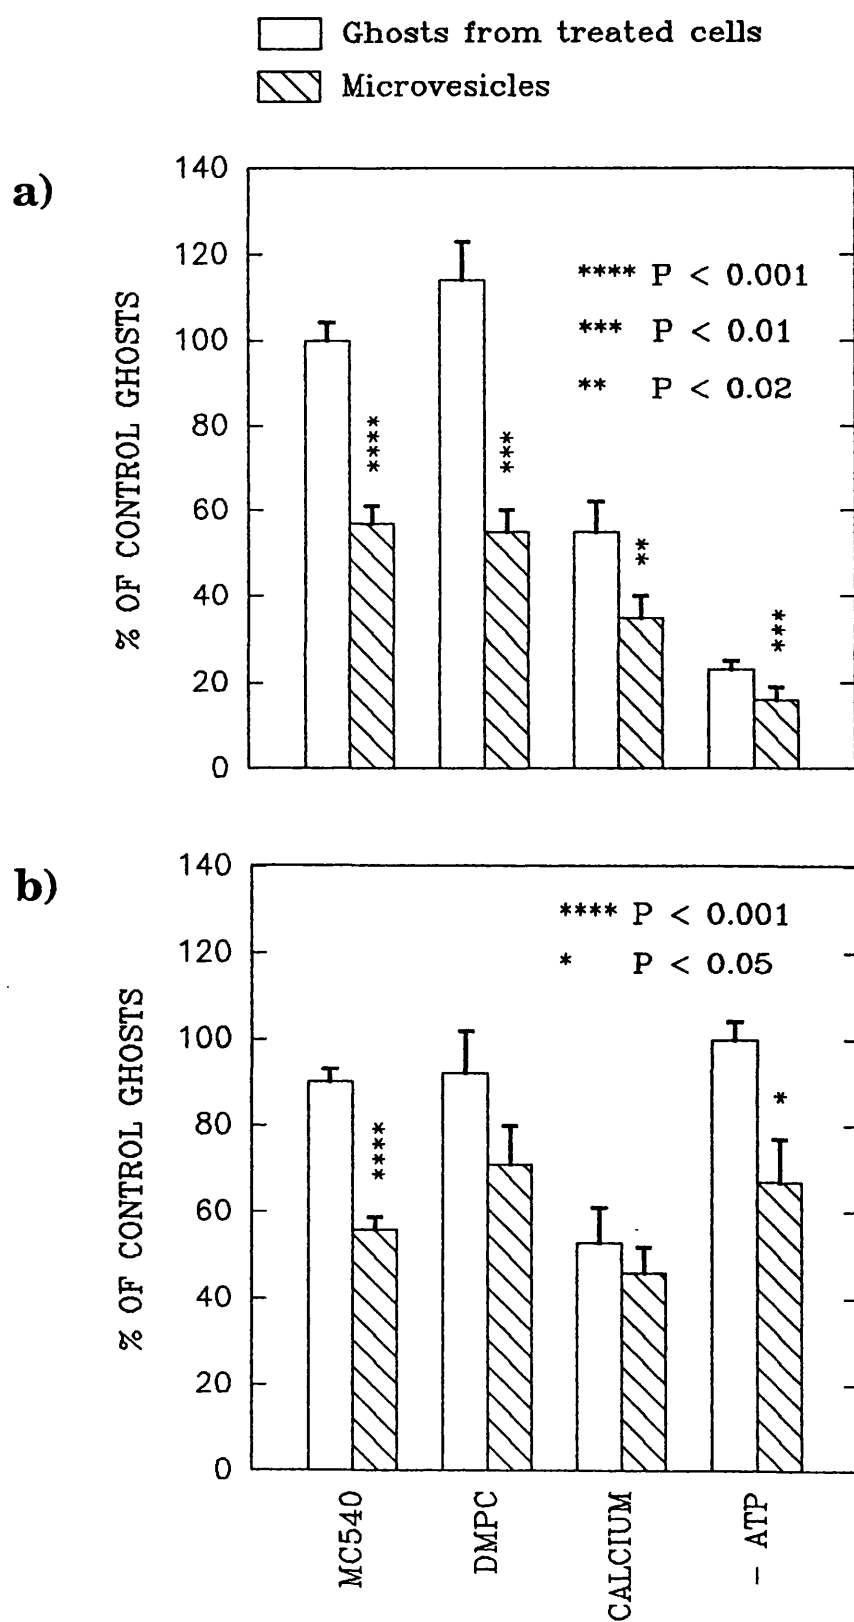 Ghosts from treated cells
Microvesicles
a)
% OF CONTROL GHOSTS
140
120
100
80
60
40
20
0
**** P < 0.001
*** P < 0.01
** P < 0.02
****
***
**
***
b)
% OF CONTROL GHOSTS
140
120
100
80
60
40
20
0
**** P < 0.001
* P < 0.05
****
*
MC540
DMPC
CALCIUM
– ATP